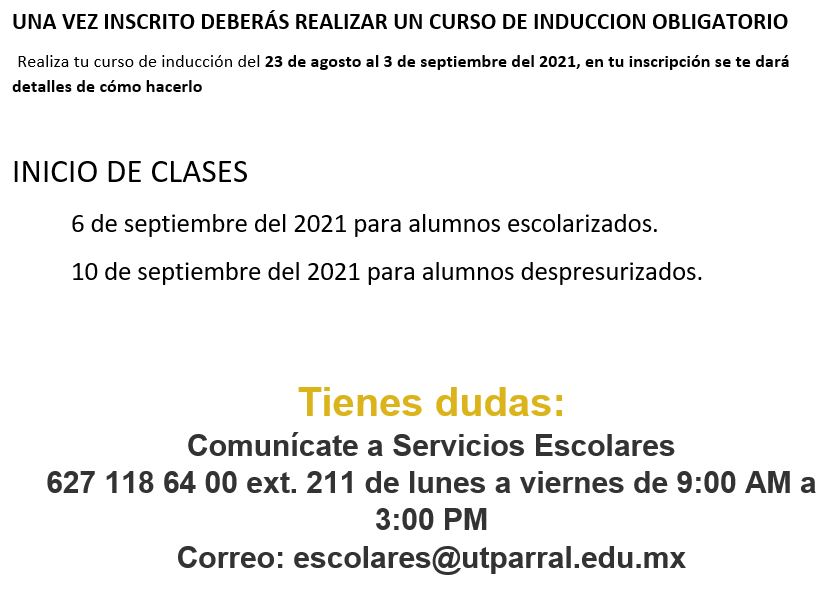 UNA VEZ INSCRITO DEBERÁS REALIZAR UN CURSO DE INDUCCION OBLIGATORIO
Realiza tu curso de inducción del 23 de agosto al 3 de septiembre del 2021, en tu inscripción se te dará
detalles de cómo hacerlo
INICIO DE CLASES
6 de septiembre del 2021 para alumnos escolarizados.
10 de septiembre del 2021 para alumnos despresurizados.
Tienes dudas:
Comunícate a Servicios Escolares
627 118 64 00 ext. 211 de lunes a viernes de 9:00 AM a
3:00 PM
Correo: escolares@utparral.edu.mx